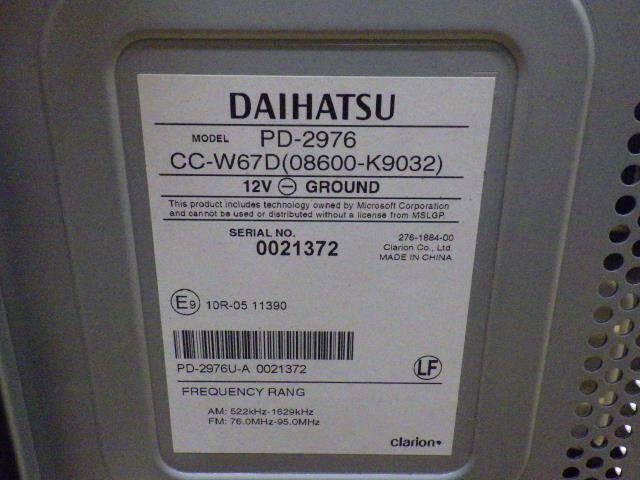 DAIHATSU
MODEL PD-2976
CC-W67D(08600-K9032)
12V ⊖ GROUND
This product includes technology owned by Microsoft Corporation
and cannot be used or distributed without a license from MSLGP.
SERIAL NO.
0021372
276-1884-00
Clarion Co., Ltd.
MADE IN CHINA
E9 10R-05 11390
PD-2976U-A 0021372
LF
FREQUENCY RANG
AM: 522kHz-1629kHz
FM: 76.0MHz-95.0MHz
clarion